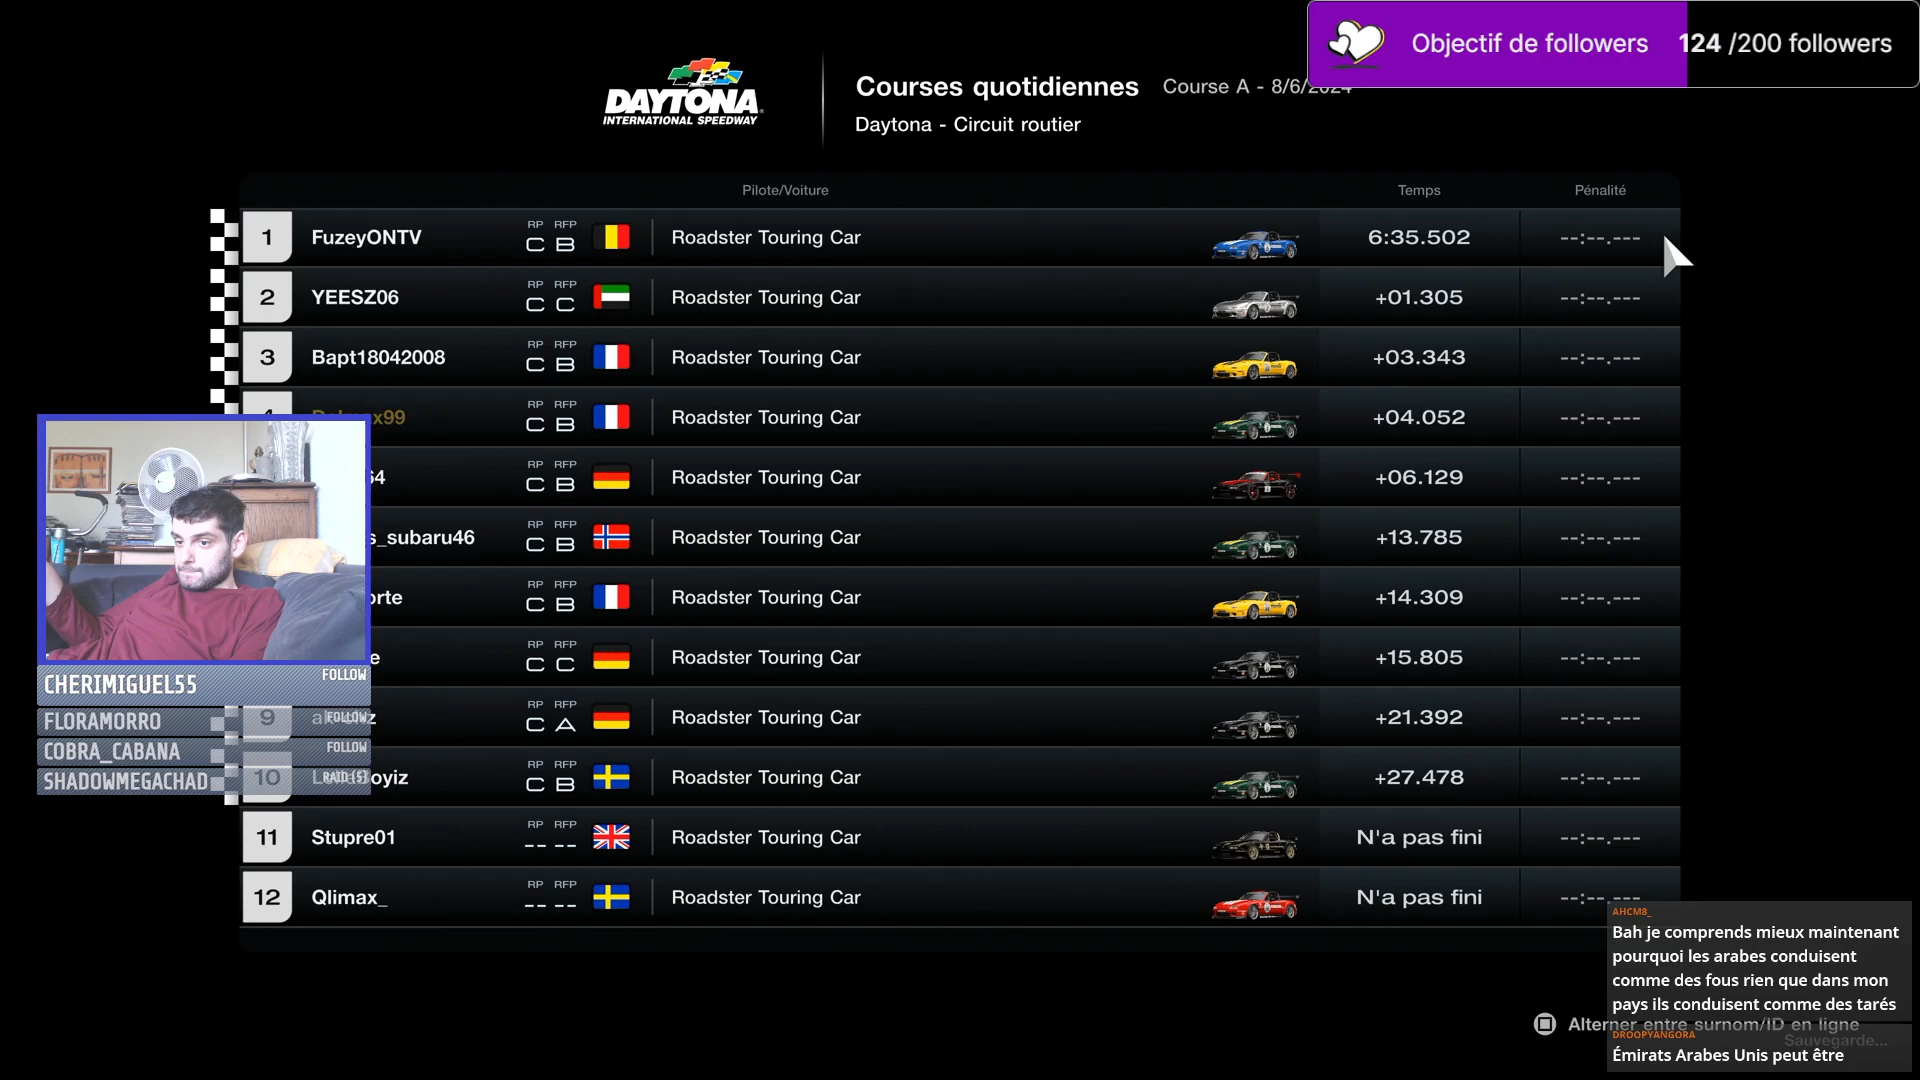 Objectif de followers 124 /200 followers
DAYTONA
INTERNATIONAL SPEEDWAY
Courses quotidiennes Course A - 8/6/2024
Daytona - Circuit routier
Pilote/Voiture Temps Pénalité
1 FuzeyONTV RP C RFP B Roadster Touring Car 6:35.502 --:--.---
2 YEESZ06 RP C RFP C Roadster Touring Car +01.305 --:--.---
3 Bapt18042008 RP C RFP B Roadster Touring Car +03.343 --:--.---
4 x99 RP C RFP B Roadster Touring Car +04.052 --:--.---
64 RP C RFP B Roadster Touring Car +06.129 --:--.---
s_subaru46 RP C RFP B Roadster Touring Car +13.785 --:--.---
orte RP C RFP B Roadster Touring Car +14.309 --:--.---
e RP C RFP C Roadster Touring Car +15.805 --:--.---
9 RP C RFP A Roadster Touring Car +21.392 --:--.---
10 oyiz RP C RFP B Roadster Touring Car +27.478 --:--.---
11 Stupre01 RP -- RFP -- Roadster Touring Car N'a pas fini --:--.---
12 Qlimax_ RP -- RFP -- Roadster Touring Car N'a pas fini --:--.---
CHERIMIGUEL55 FOLLOW
FLORAMORRO FOLLOW
COBRA_CABANA FOLLOW
SHADOWMEGACHAD RAID (5)
AHCM8_
Bah je comprends mieux maintenant
pourquoi les arabes conduisent
comme des fous rien que dans mon
pays ils conduisent comme des tarés
Alterner entre surnom/ID en ligne
DROOPYANGORA
Sauvegarde...
Émirats Arabes Unis peut être